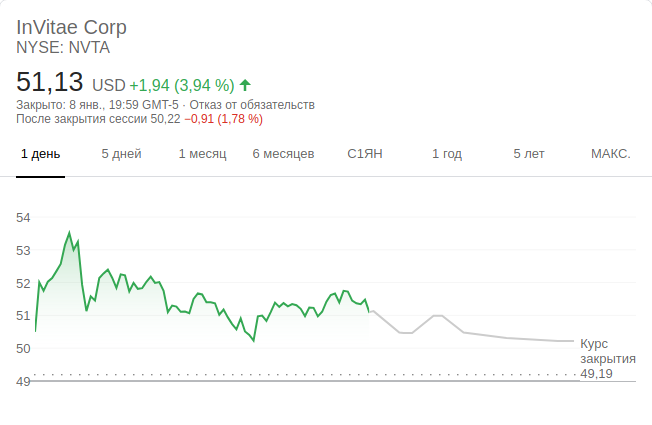 InVitae Corp
NYSE: NVTA
51,13 USD +1,94 (3,94 %)
Закрыто: 8 янв., 19:59 GMT-5 · Отказ от обязательств
После закрытия сессии 50,22 −0,91 (1,78 %)
1 день 5 дней 1 месяц 6 месяцев С1ЯН 1 год 5 лет МАКС.
54
53
52
51
50
49
Курс
закрытия
49,19